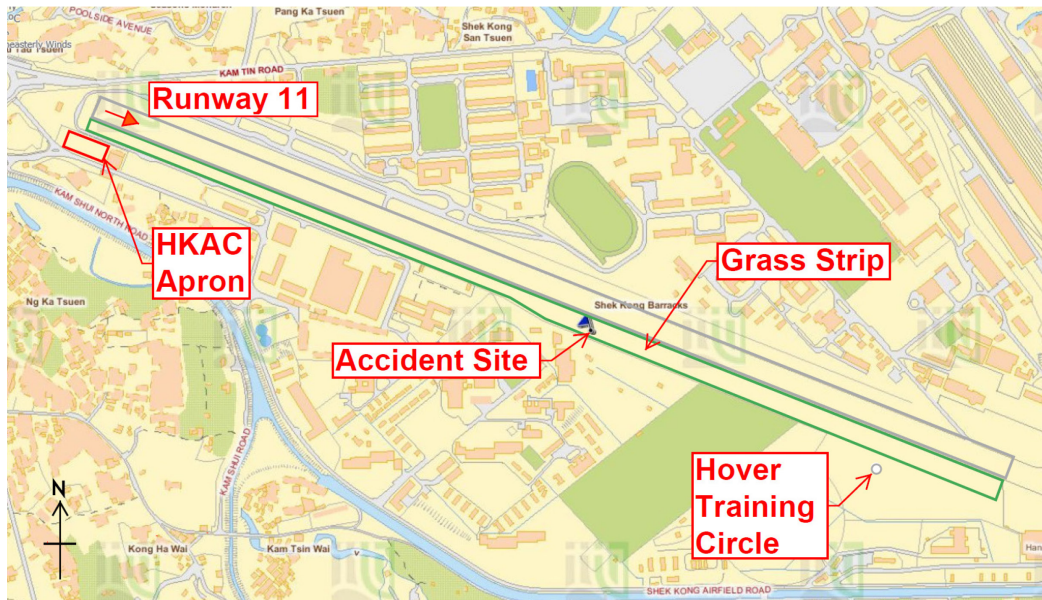 Pang Ka Tsuen
POOLSIDE AVENUE
Shek Kong
San Tsuen
easterly Winds
KAM TIN ROAD
Runway 11
KAM SHUI NORTH ROAD
HKAC
Apron
Grass Strip
Ng Ka Tsuen
Shek Kong Barracks
Accident Site
KAM SHUI ROAD
Hover
Training
Circle
N
Kong Ha Wai
Kam Tsin Wai
SHEK KONG AIRFIELD ROAD